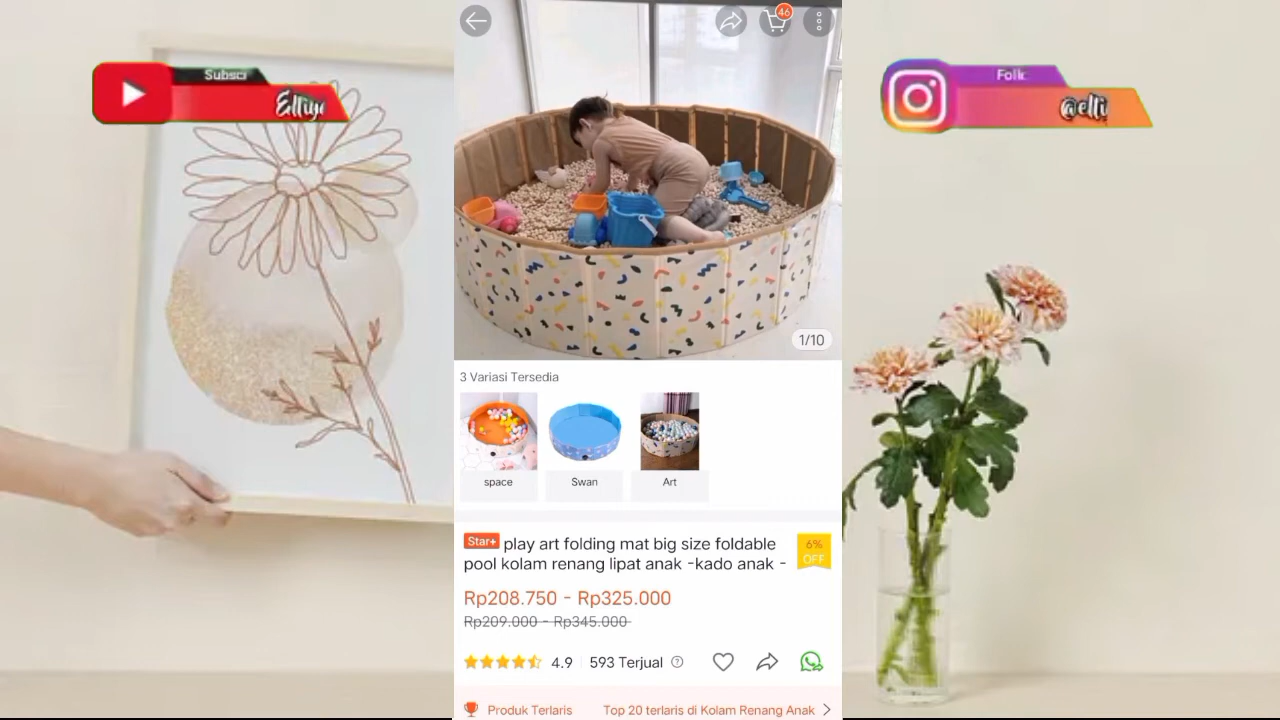 46
Subsci
Elliyo
Folk
@elli
1/10
3 Variasi Tersedia
space
Swan
Art
Star+ play art folding mat big size foldable
pool kolam renang lipat anak -kado anak -
6%
OFF
Rp208.750 - Rp325.000
Rp209.000 - Rp345.000
4.9
593 Terjual
?
Produk Terlaris
Top 20 terlaris di Kolam Renang Anak